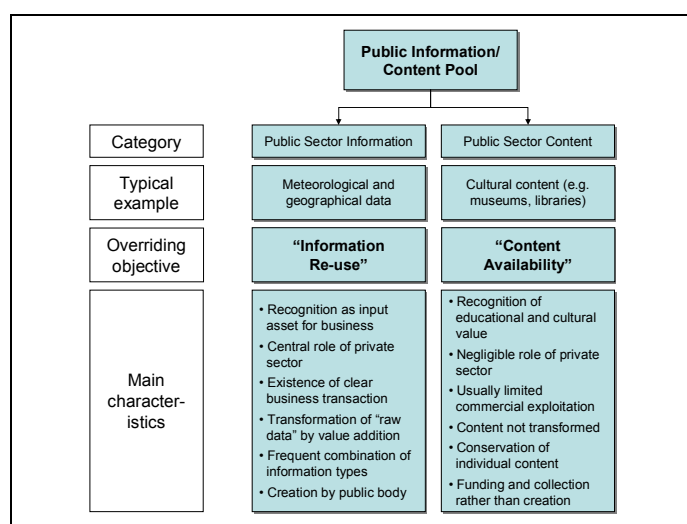 Public Information/
Content Pool
Category
Public Sector Information
Public Sector Content
Typical
example
Meteorological and
geographical data
Cultural content (e.g.
museums, libraries)
Overriding
objective
“Information
Re-use”
“Content
Availability”
Main
character-
istics
• Recognition as input
asset for business
• Central role of private
sector
• Existence of clear
business transaction
• Transformation of “raw
data” by value addition
• Frequent combination of
information types
• Creation by public body
• Recognition of
educational and cultural
value
• Negligible role of private
sector
• Usually limited
commercial exploitation
• Content not transformed
• Conservation of
individual content
• Funding and collection
rather than creation